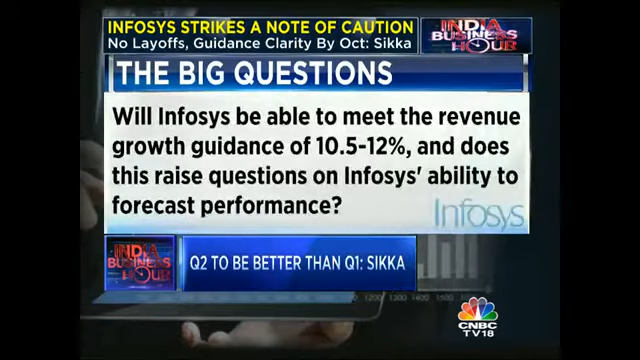 INFOSYS STRIKES A NOTE OF CAUTION
No Layoffs, Guidance Clarity By Oct: Sikka
INDIA
BUSINESS
HOUR
THE BIG QUESTIONS
Will Infosys be able to meet the revenue
growth guidance of 10.5-12%, and does
this raise questions on Infosys' ability to
forecast performance?
Infosys
INDIA
BUSINESS
HOUR
Q2 TO BE BETTER THAN Q1: SIKKA
1200 1300 1400 1500
CNBC
TV18